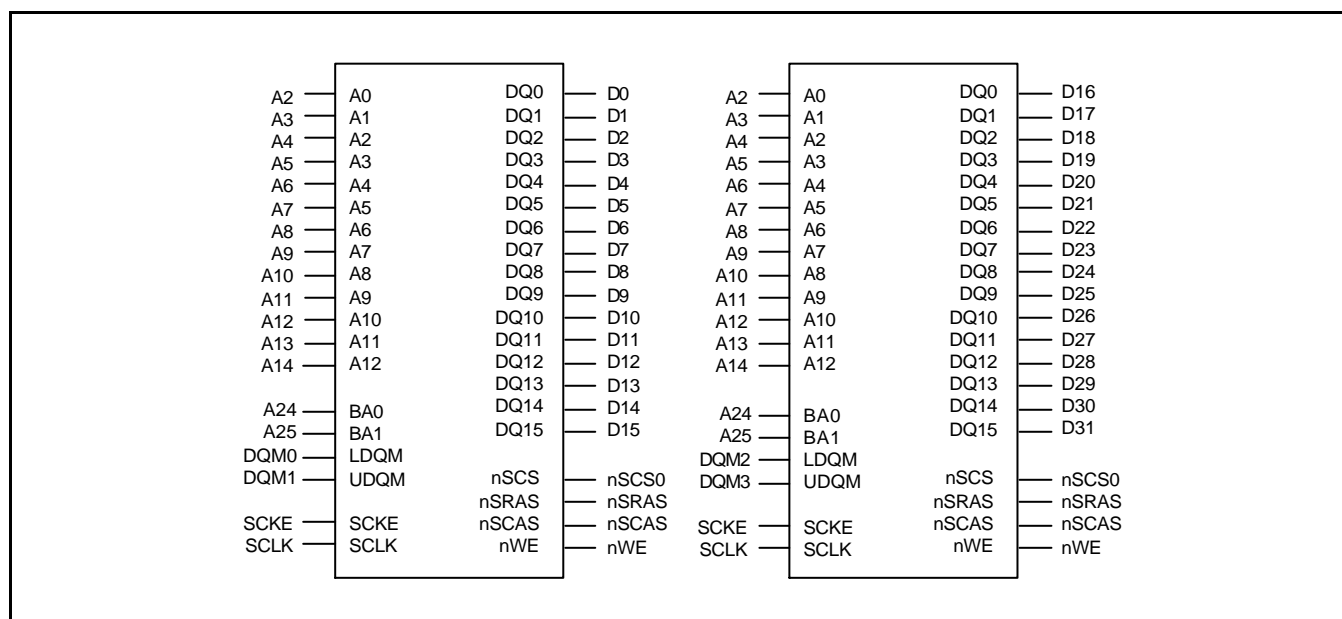 A2 A0 DQ0 D0
A3 A1 DQ1 D1
A4 A2 DQ2 D2
A5 A3 DQ3 D3
A6 A4 DQ4 D4
A7 A5 DQ5 D5
A8 A6 DQ6 D6
A9 A7 DQ7 D7
A10 A8 DQ8 D8
A11 A9 DQ9 D9
A12 A10 DQ10 D10
A13 A11 DQ11 D11
A14 A12 DQ12 D12
DQ13 D13
A24 BA0 DQ14 D14
A25 BA1 DQ15 D15
DQM0 LDQM
DQM1 UDQM nSCS nSCS0
nSRAS nSRAS
SCKE SCKE nSCAS nSCAS
SCLK SCLK nWE nWE
A2 A0 DQ0 D16
A3 A1 DQ1 D17
A4 A2 DQ2 D18
A5 A3 DQ3 D19
A6 A4 DQ4 D20
A7 A5 DQ5 D21
A8 A6 DQ6 D22
A9 A7 DQ7 D23
A10 A8 DQ8 D24
A11 A9 DQ9 D25
A12 A10 DQ10 D26
A13 A11 DQ11 D27
A14 A12 DQ12 D28
DQ13 D29
A24 BA0 DQ14 D30
A25 BA1 DQ15 D31
DQM2 LDQM
DQM3 UDQM nSCS nSCS0
nSRAS nSRAS
SCKE SCKE nSCAS nSCAS
SCLK SCLK nWE nWE